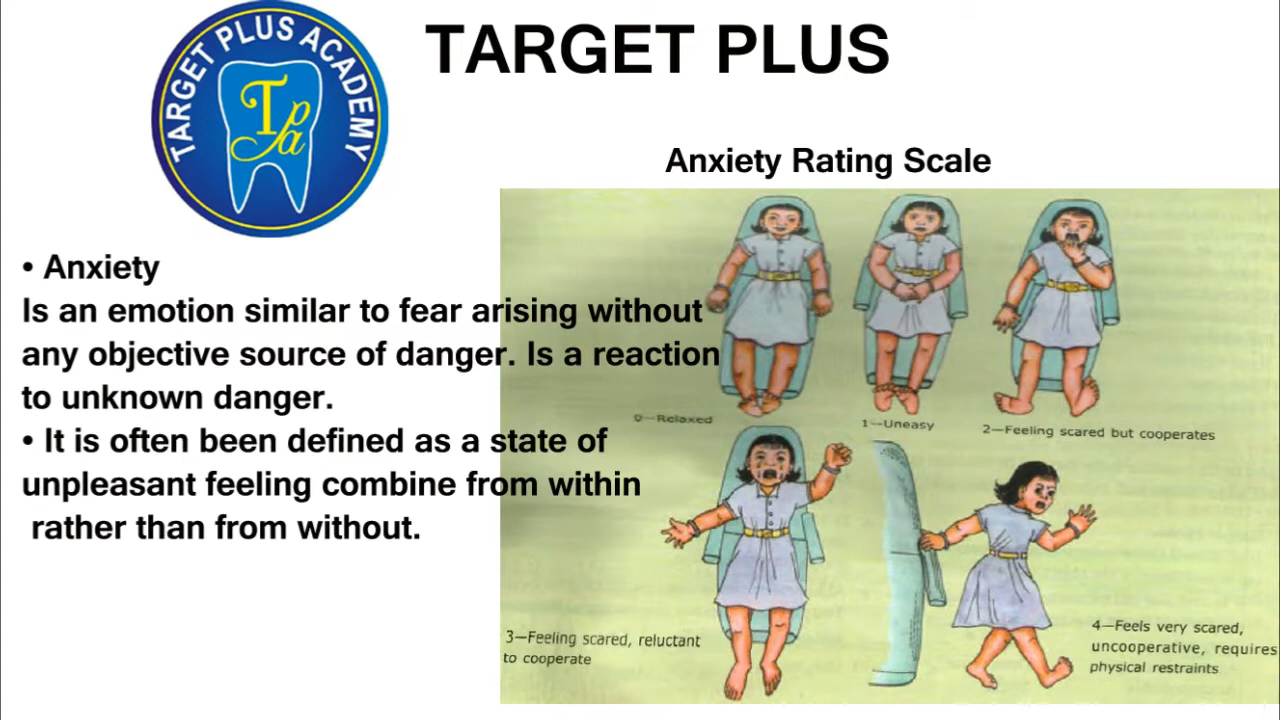 TARGET PLUS ACADEMY
Tpa
TARGET PLUS
Anxiety Rating Scale
• Anxiety
Is an emotion similar to fear arising without
any objective source of danger. Is a reaction
to unknown danger.
• It is often been defined as a state of
unpleasant feeling combine from within
rather than from without.
0—Relaxed
1—Uneasy
2—Feeling scared but cooperates
3—Feeling scared, reluctant
to cooperate
4—Feels very scared,
uncooperative, requires
physical restraints